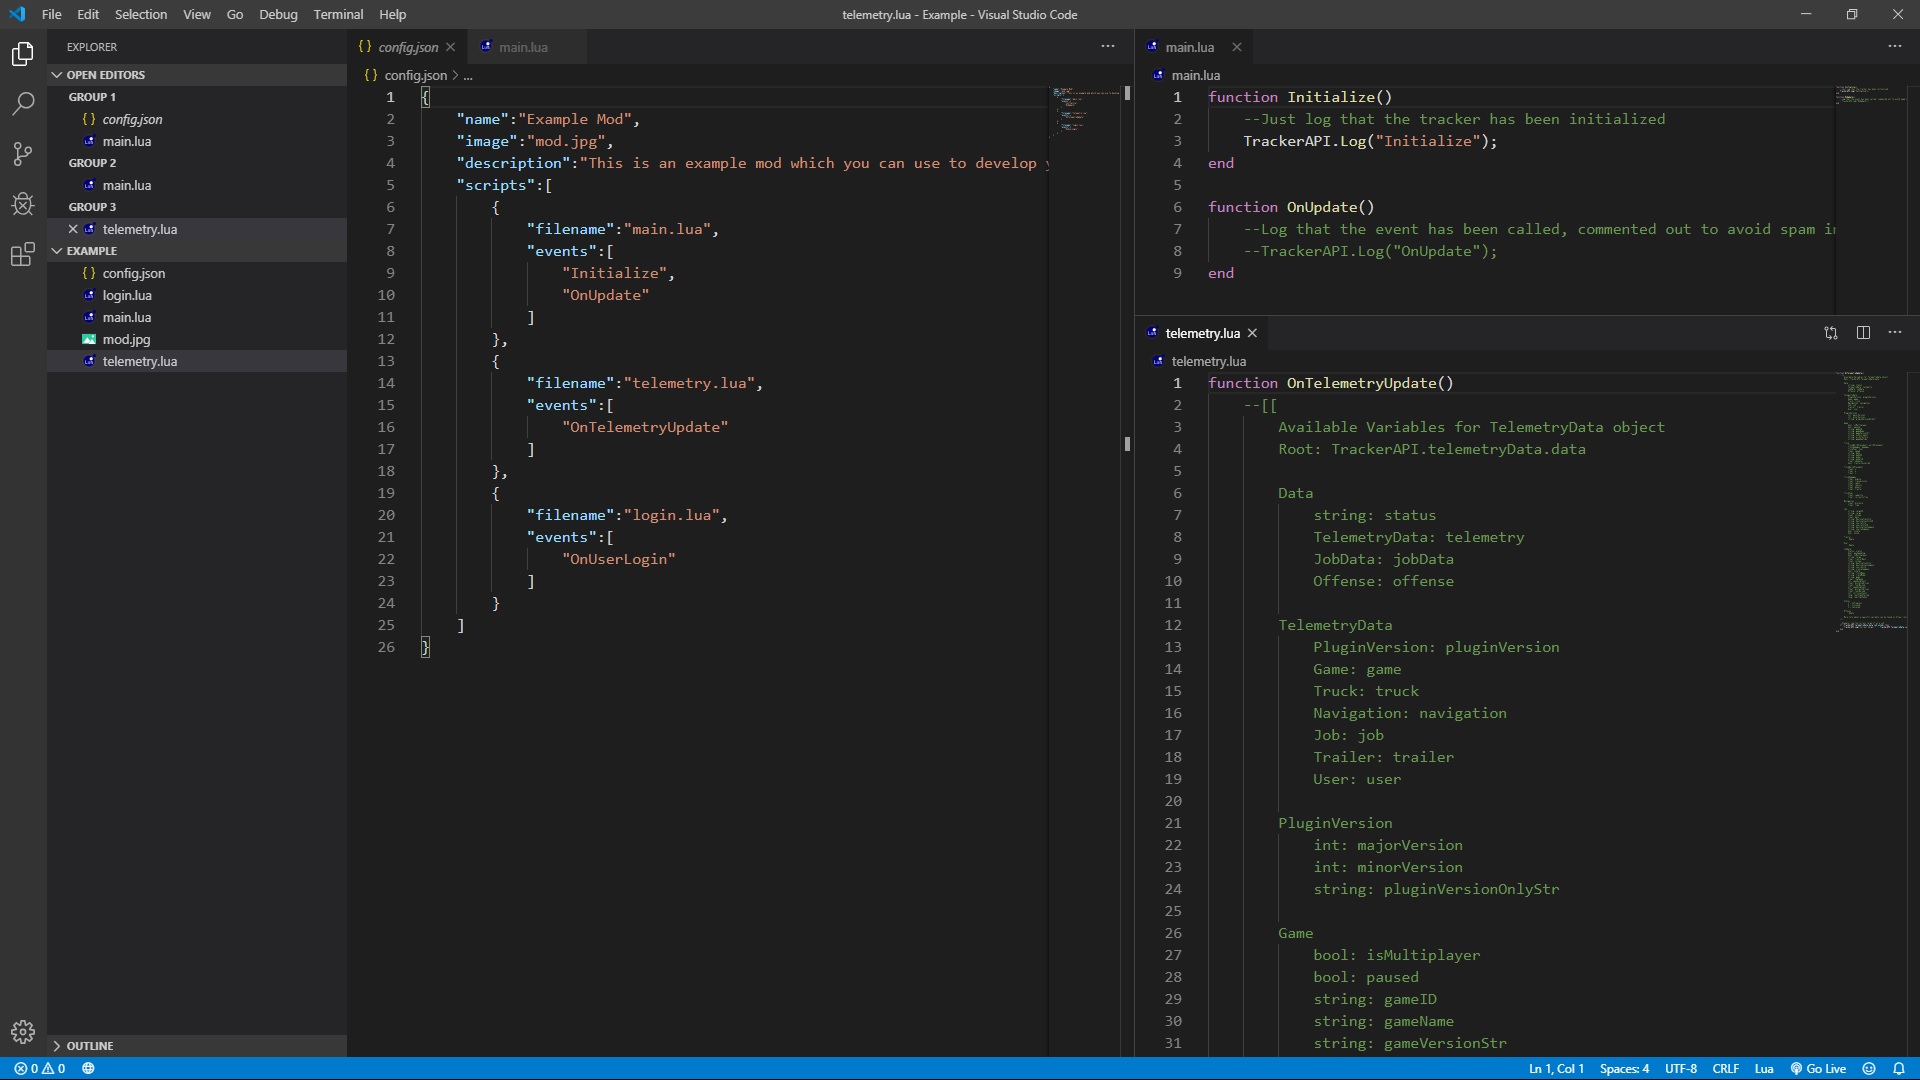 File Edit Selection View Go Debug Terminal Help
telemetry.lua - Example - Visual Studio Code
EXPLORER
OPEN EDITORS
GROUP 1
{ } config.json
main.lua
GROUP 2
main.lua
GROUP 3
telemetry.lua
EXAMPLE
{ } config.json
login.lua
main.lua
mod.jpg
telemetry.lua
OUTLINE
{ } config.json main.lua ...
{ } config.json > ...
1 {
2 "name":"Example Mod",
3 "image":"mod.jpg",
4 "description":"This is an example mod which you can use to develop
5 "scripts":[
6 {
7 "filename":"main.lua",
8 "events":[
9 "Initialize",
10 "OnUpdate"
11 ]
12 },
13 {
14 "filename":"telemetry.lua",
15 "events":[
16 "OnTelemetryUpdate"
17 ]
18 },
19 {
20 "filename":"login.lua",
21 "events":[
22 "OnUserLogin"
23 ]
24 }
25 ]
26 }
main.lua ...
main.lua
1 function Initialize()
2 --Just log that the tracker has been initialized
3 TrackerAPI.Log("Initialize");
4 end
5
6 function OnUpdate()
7 --Log that the event has been called, commented out to avoid spam i
8 --TrackerAPI.Log("OnUpdate");
9 end
telemetry.lua ...
telemetry.lua
1 function OnTelemetryUpdate()
2 --[[
3 Available Variables for TelemetryData object
4 Root: TrackerAPI.telemetryData.data
5
6 Data
7 string: status
8 TelemetryData: telemetry
9 JobData: jobData
10 Offense: offense
11
12 TelemetryData
13 PluginVersion: pluginVersion
14 Game: game
15 Truck: truck
16 Navigation: navigation
17 Job: job
18 Trailer: trailer
19 User: user
20
21 PluginVersion
22 int: majorVersion
23 int: minorVersion
24 string: pluginVersionOnlyStr
25
26 Game
27 bool: isMultiplayer
28 bool: paused
29 string: gameID
30 string: gameName
31 string: gameVersionStr
0 0 Ln 1, Col 1 Spaces: 4 UTF-8 CRLF Lua Go Live